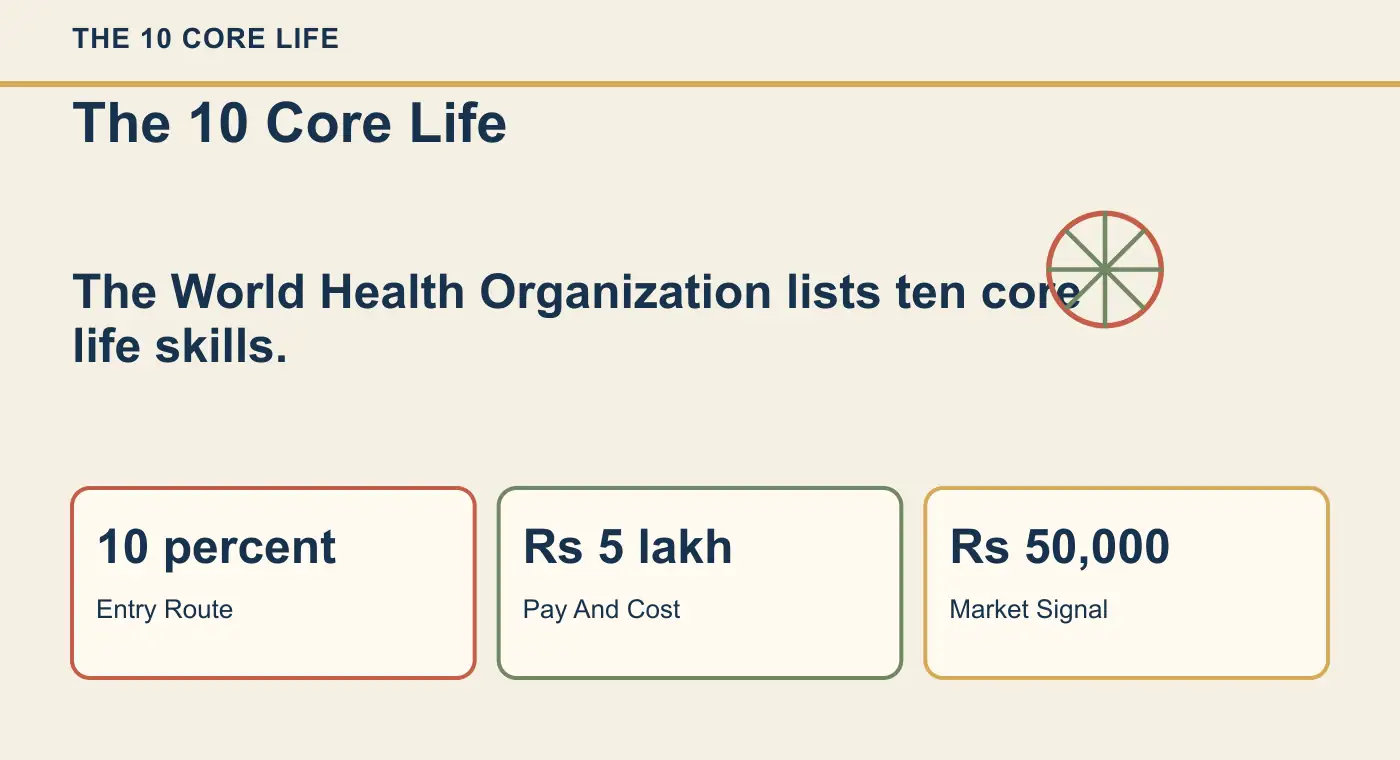 THE 10 CORE LIFE
The 10 Core Life
The World Health Organization lists ten core
life skills.
10 percent
Entry Route
Rs 5 lakh
Pay And Cost
Rs 50,000
Market Signal